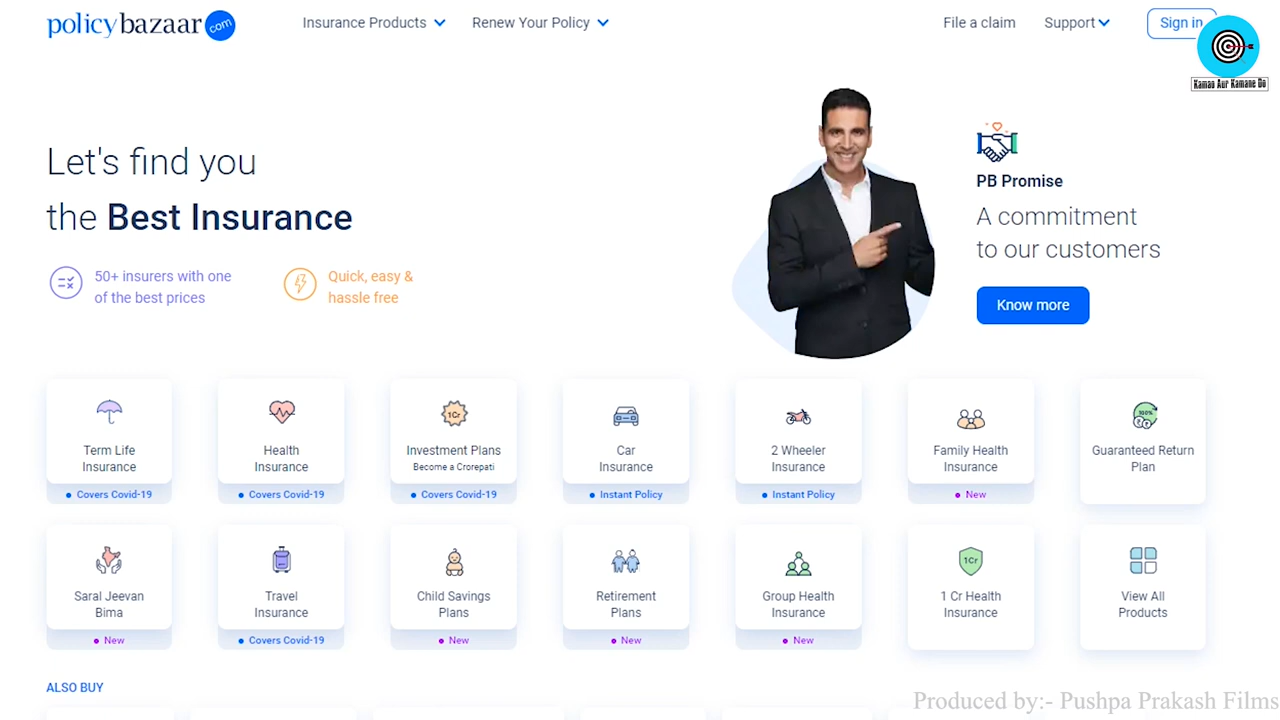 policybazaar com
Insurance Products
Renew Your Policy
File a claim
Support
Sign in
Kamao Aur Kamane Do
Let's find you
the Best Insurance
50+ insurers with one
of the best prices
Quick, easy &
hassle free
PB Promise
A commitment
to our customers
Know more
Term Life
Insurance
Covers Covid-19
Health
Insurance
Covers Covid-19
1Cr
Investment Plans
Become a Crorepati
Covers Covid-19
Car
Insurance
Instant Policy
2 Wheeler
Insurance
Instant Policy
Family Health
Insurance
New
100%
Guaranteed Return
Plan
Saral Jeevan
Bima
New
Travel
Insurance
Covers Covid-19
Child Savings
Plans
New
Retirement
Plans
New
Group Health
Insurance
New
1Cr
1 Cr Health
Insurance
View All
Products
ALSO BUY
Produced by:- Pushpa Prakash Films